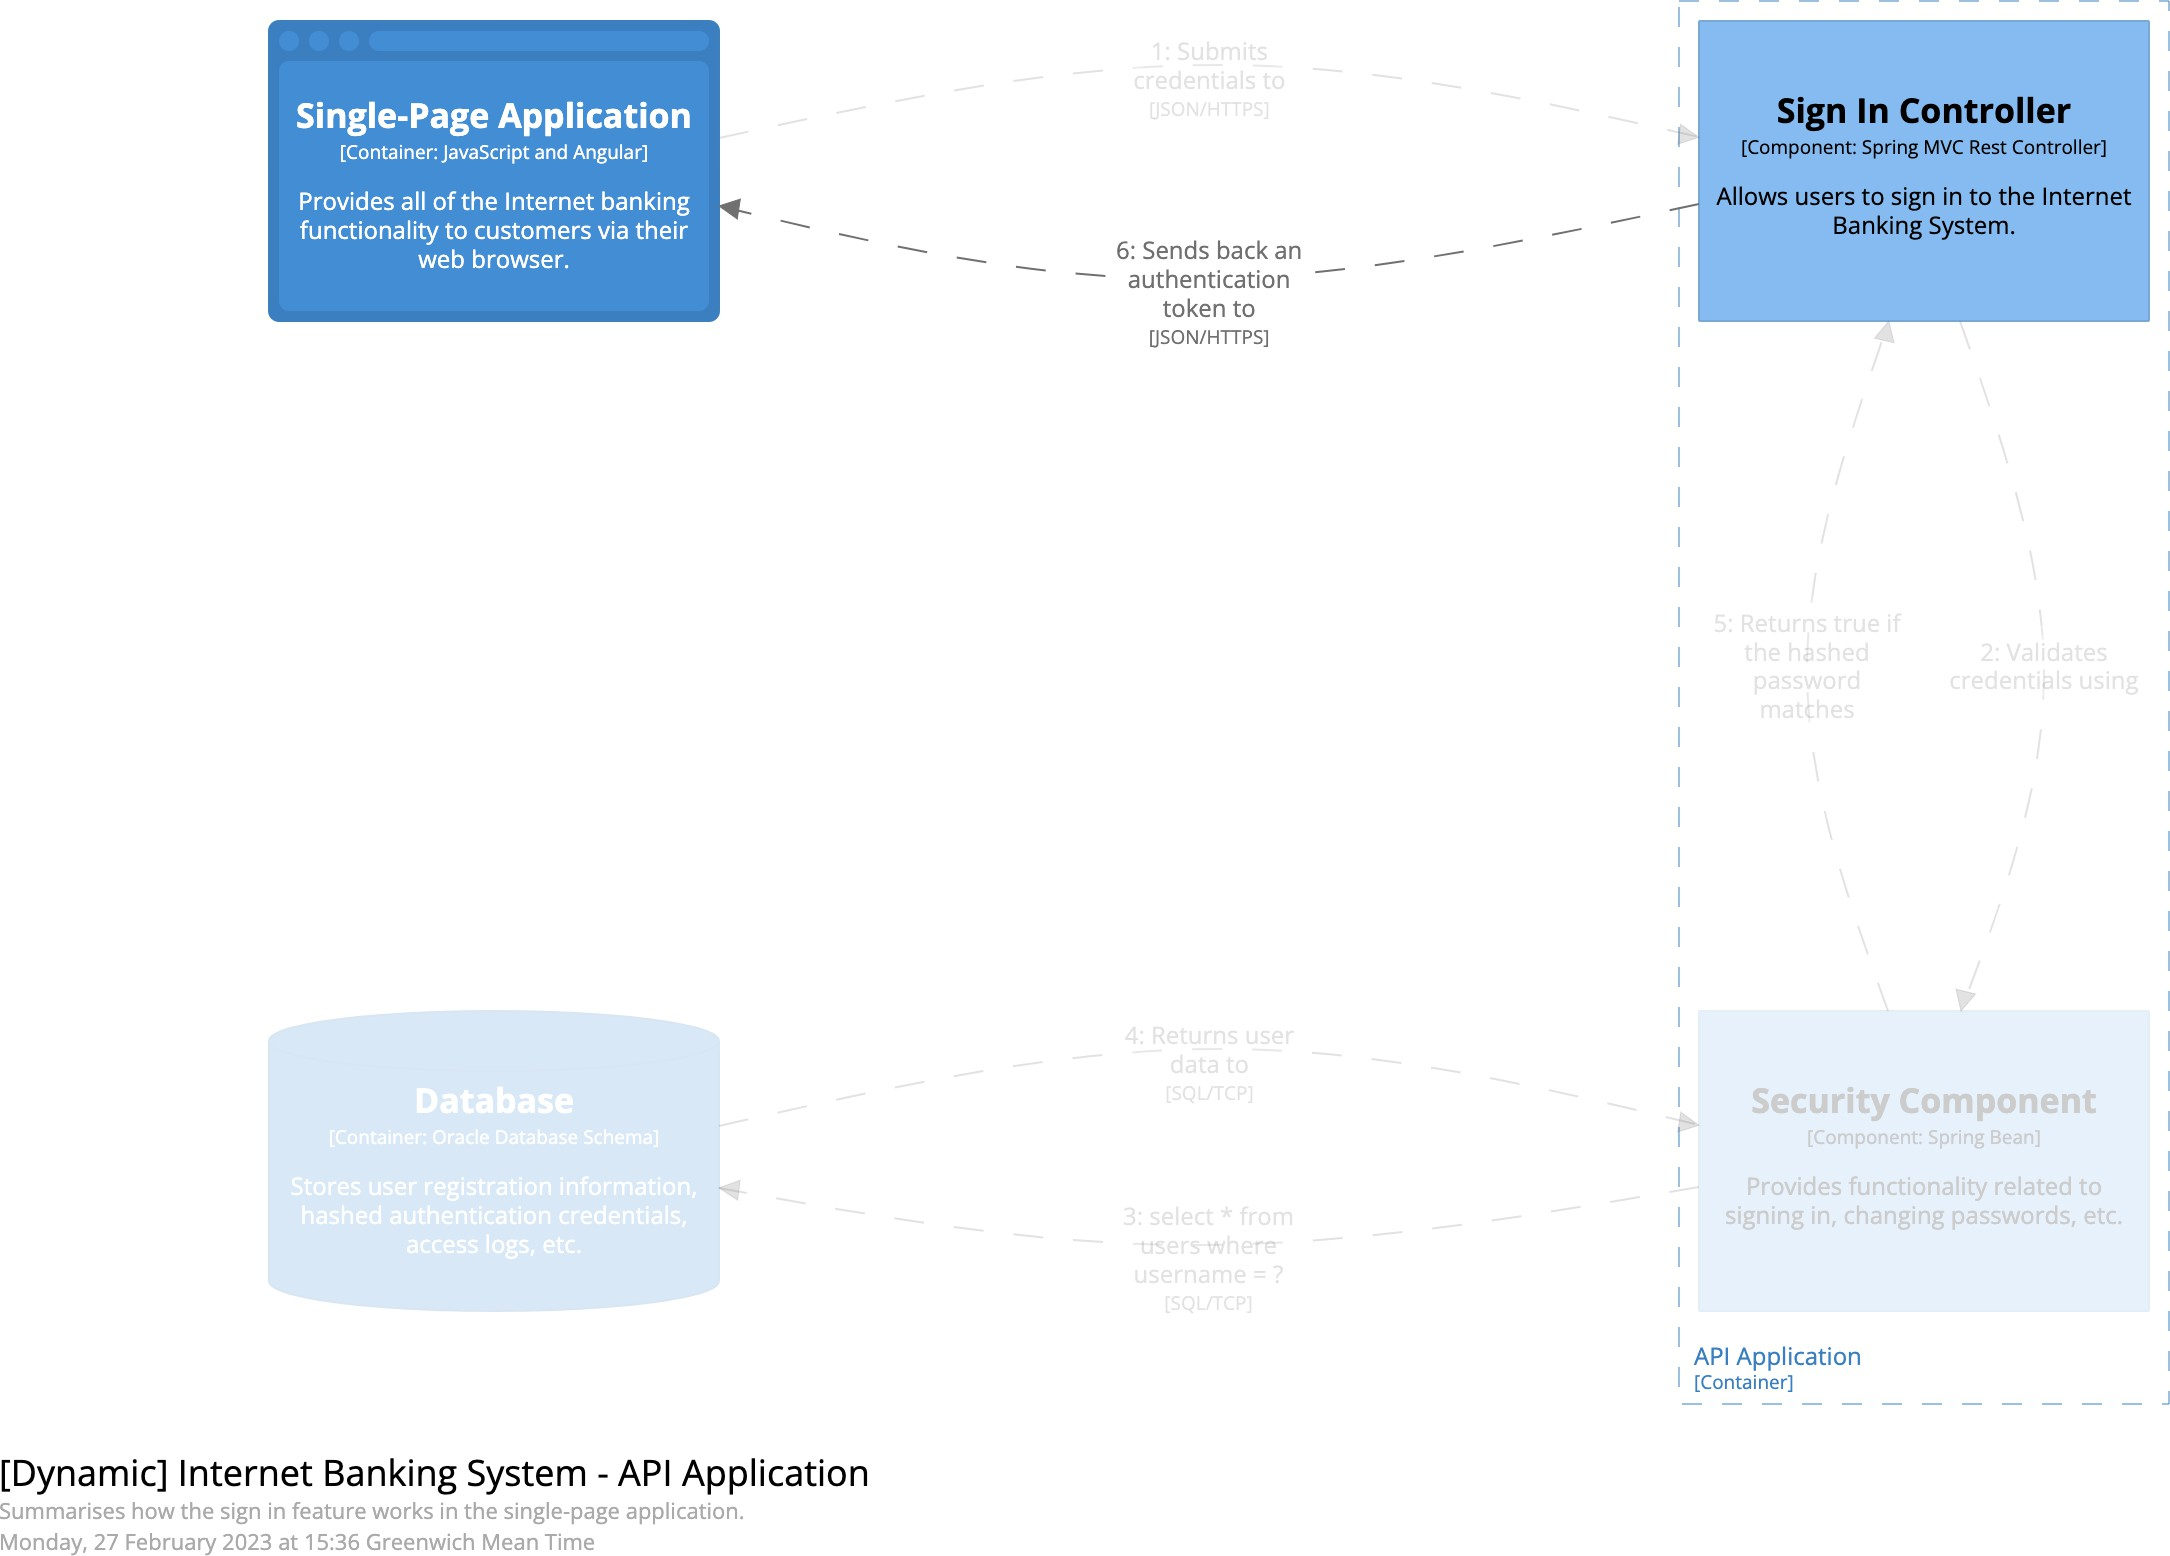 Single-Page Application
[Container: JavaScript and Angular]
Provides all of the Internet banking
functionality to customers via their
web browser.
1: Submits
credentials to
[JSON/HTTPS]
Sign In Controller
[Component: Spring MVC Rest Controller]
Allows users to sign in to the Internet
Banking System.
6: Sends back an
authentication
token to
[JSON/HTTPS]
5: Returns true if
the hashed
password
matches
2: Validates
credentials using
Database
[Container: Oracle Database Schema]
Stores user registration information,
hashed authentication credentials,
access logs, etc.
4: Returns user
data to
[SQL/TCP]
3: select * from
users where
username = ?
[SQL/TCP]
Security Component
[Component: Spring Bean]
Provides functionality related to
signing in, changing passwords, etc.
API Application
[Container]
[Dynamic] Internet Banking System - API Application
Summarises how the sign in feature works in the single-page application.
Monday, 27 February 2023 at 15:36 Greenwich Mean Time